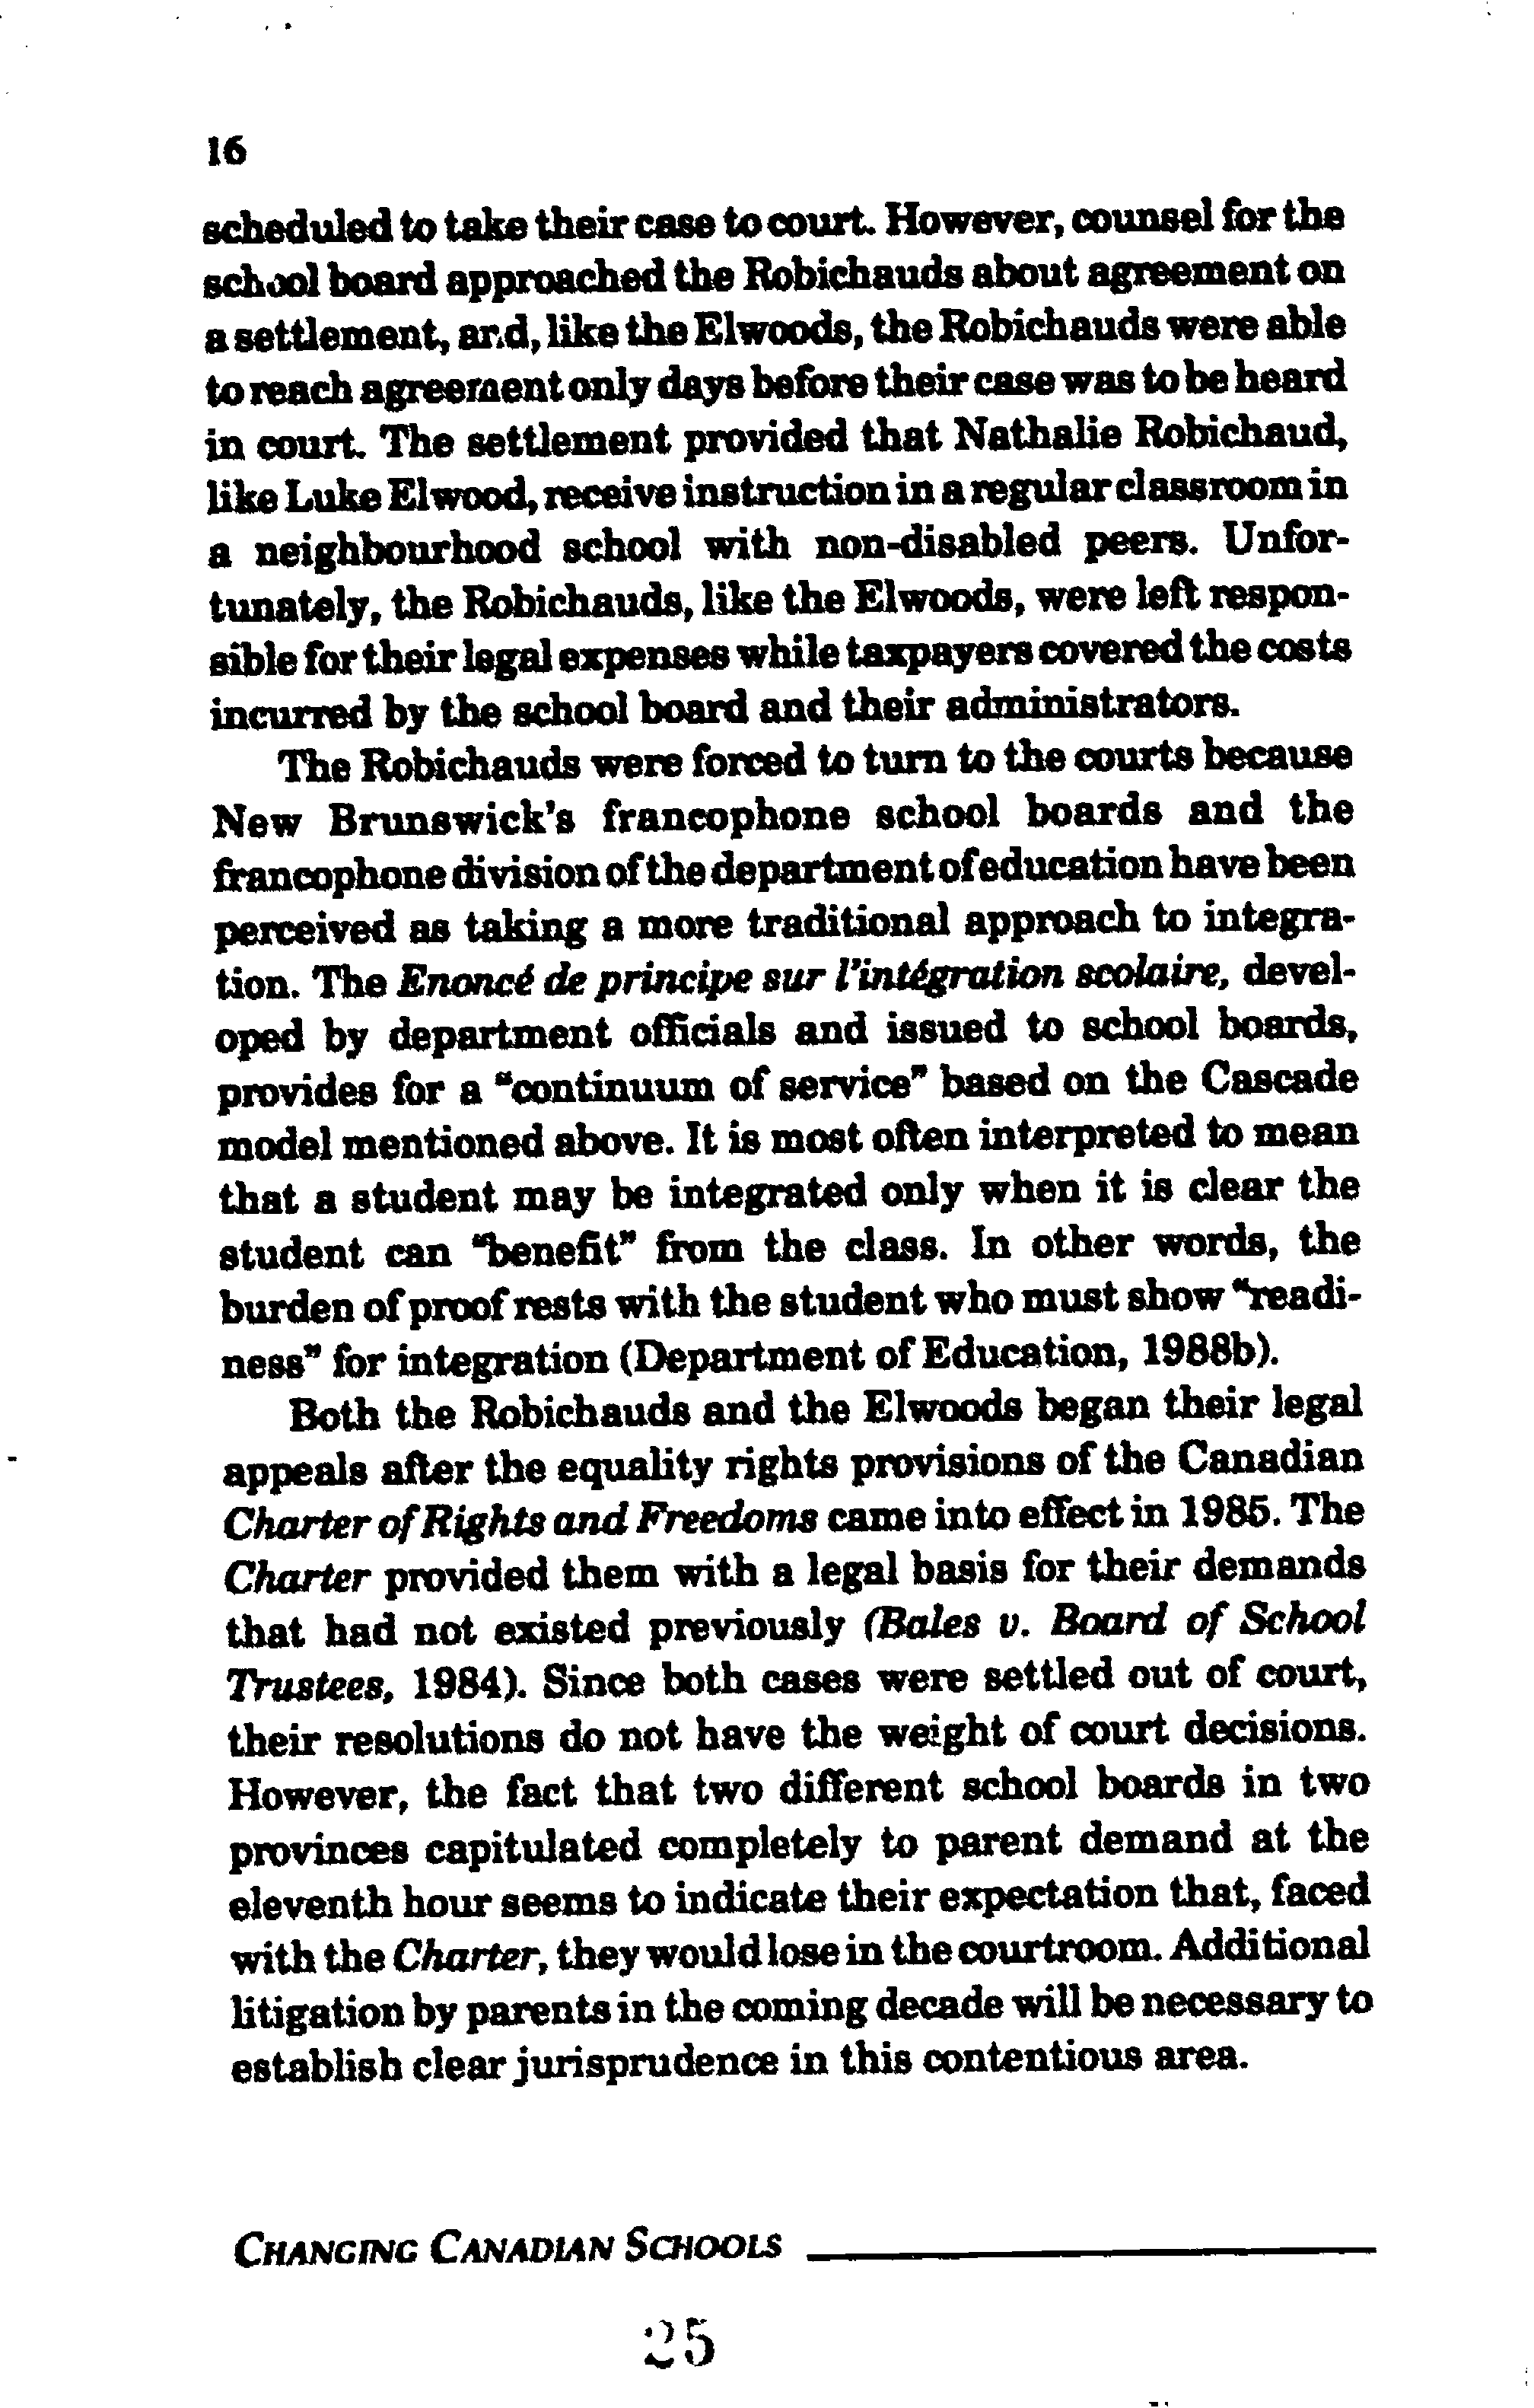 16
scheduled to take their case to court. However, counsel for the
school board approached the Robichauds about agreement on
a settlement, and, like the Elwoods, the Robichauds were able
to reach agreement only days before their case was to be heard
in court. The settlement provided that Nathalie Robichaud,
like Luke Elwood, receive instruction in a regular classroom in
a neighbourhood school with non-disabled peers. Unfor-
tunately, the Robichauds, like the Elwoods, were left respon-
sible for their legal expenses while taxpayers covered the costs
incurred by the school board and their administrators.
The Robichauds were forced to turn to the courts because
New Brunswick's francophone school boards and the
francophone division of the department of education have been
perceived as taking a more traditional approach to integra-
tion. The Enoncé de principe sur l'intégration scolaire, devel-
oped by department officials and issued to school boards,
provides for a "continuum of service" based on the Cascade
model mentioned above. It is most often interpreted to mean
that a student may be integrated only when it is clear the
student can "benefit" from the class. In other words, the
burden of proof rests with the student who must show "readi-
ness" for integration (Department of Education, 1988b).
Both the Robichauds and the Elwoods began their legal
appeals after the equality rights provisions of the Canadian
Charter of Rights and Freedoms came into effect in 1985. The
Charter provided them with a legal basis for their demands
that had not existed previously (Bales v. Board of School
Trustees, 1984). Since both cases were settled out of court,
their resolutions do not have the weight of court decisions.
However, the fact that two different school boards in two
provinces capitulated completely to parent demand at the
eleventh hour seems to indicate their expectation that, faced
with the Charter, they would lose in the courtroom. Additional
litigation by parents in the coming decade will be necessary to
establish clear jurisprudence in this contentious area.
CHANGING CANADIAN SCHOOLS
25